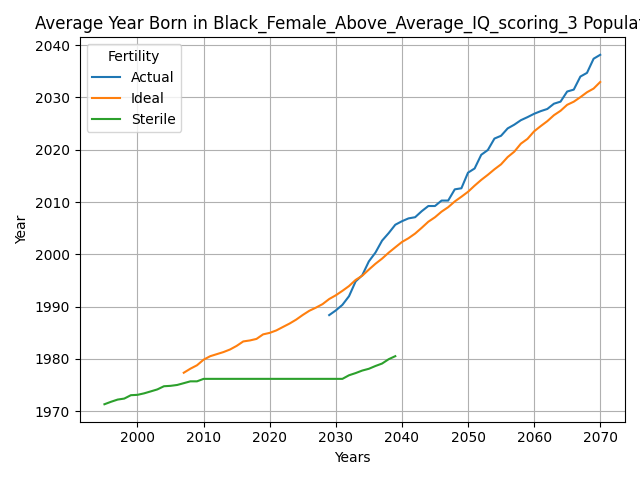 Average Year Born in Black_Female_Above_Average_IQ_scoring_3 Populat
2040
2030
2020
2010
2000
1990
1980
1970
Year
Fertility
Actual
Ideal
Sterile
2000 2010 2020 2030 2040 2050 2060 2070
Years